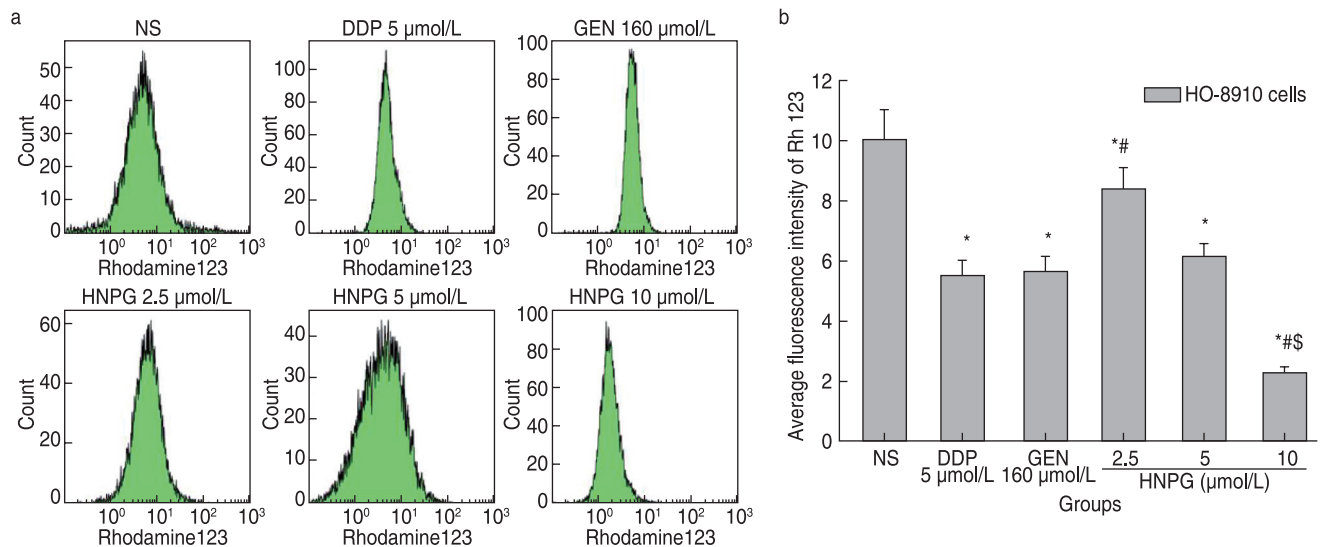 a
NS
Count
50
40
30
20
10
0
10⁰ 10¹ 10² 10³
Rhodamine123
DDP 5 μmol/L
Count
100
80
60
40
20
0
10⁰ 10¹ 10² 10³
Rhodamine123
GEN 160 μmol/L
Count
100
80
60
40
20
0
10⁰ 10¹ 10² 10³
Rhodamine123
HNPG 2.5 μmol/L
Count
60
40
20
0
10⁰ 10¹ 10² 10³
Rhodamine123
HNPG 5 μmol/L
Count
40
30
20
10
0
10⁰ 10¹ 10² 10³
Rhodamine123
HNPG 10 μmol/L
Count
100
80
60
40
20
0
10⁰ 10¹ 10² 10³
Rhodamine123
b
Average fluorescence intensity of Rh 123
12
10
8
6
4
2
0
HO-8910 cells
*
*
*#
*
*#$
NS DDP GEN 2.5 5 10
5 μmol/L 160 μmol/L HNPG (μmol/L)
Groups